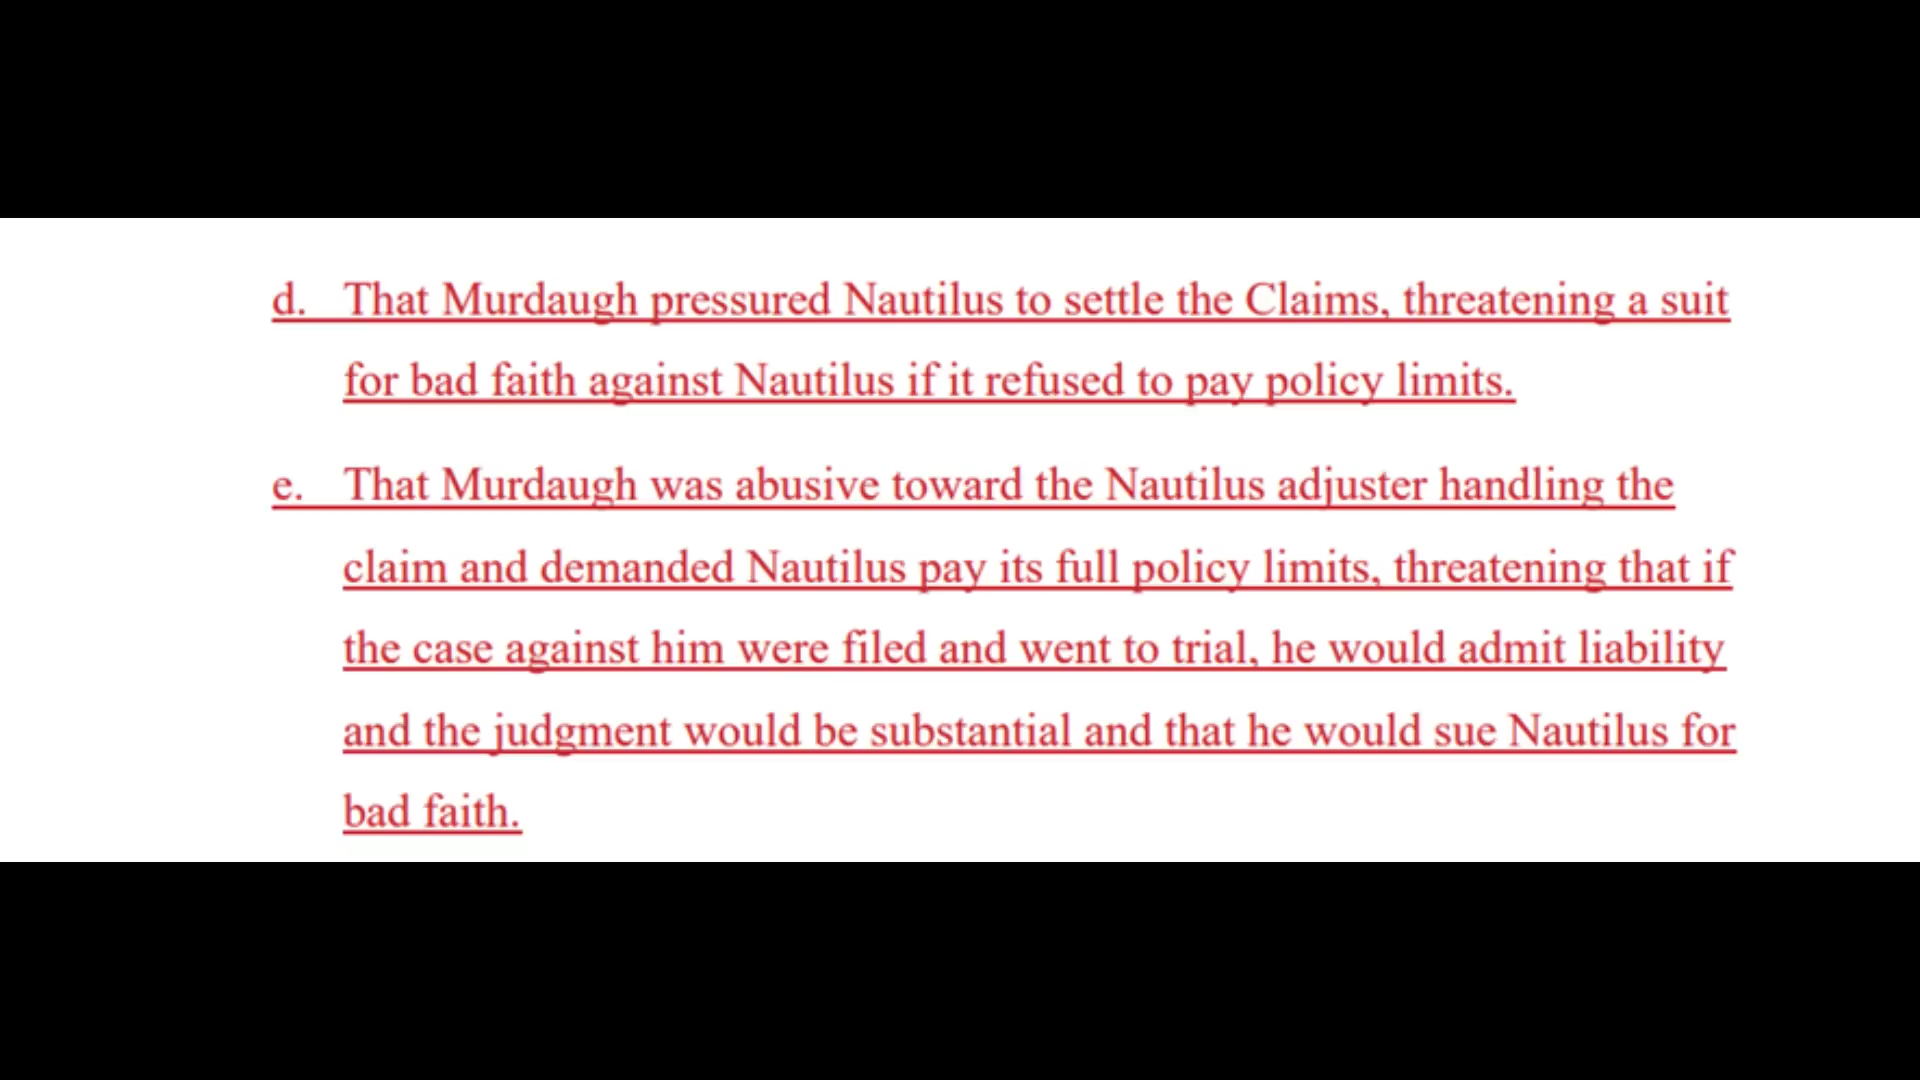 d. That Murdaugh pressured Nautilus to settle the Claims, threatening a suit
for bad faith against Nautilus if it refused to pay policy limits.
e. That Murdaugh was abusive toward the Nautilus adjuster handling the
claim and demanded Nautilus pay its full policy limits, threatening that if
the case against him were filed and went to trial, he would admit liability
and the judgment would be substantial and that he would sue Nautilus for
bad faith.